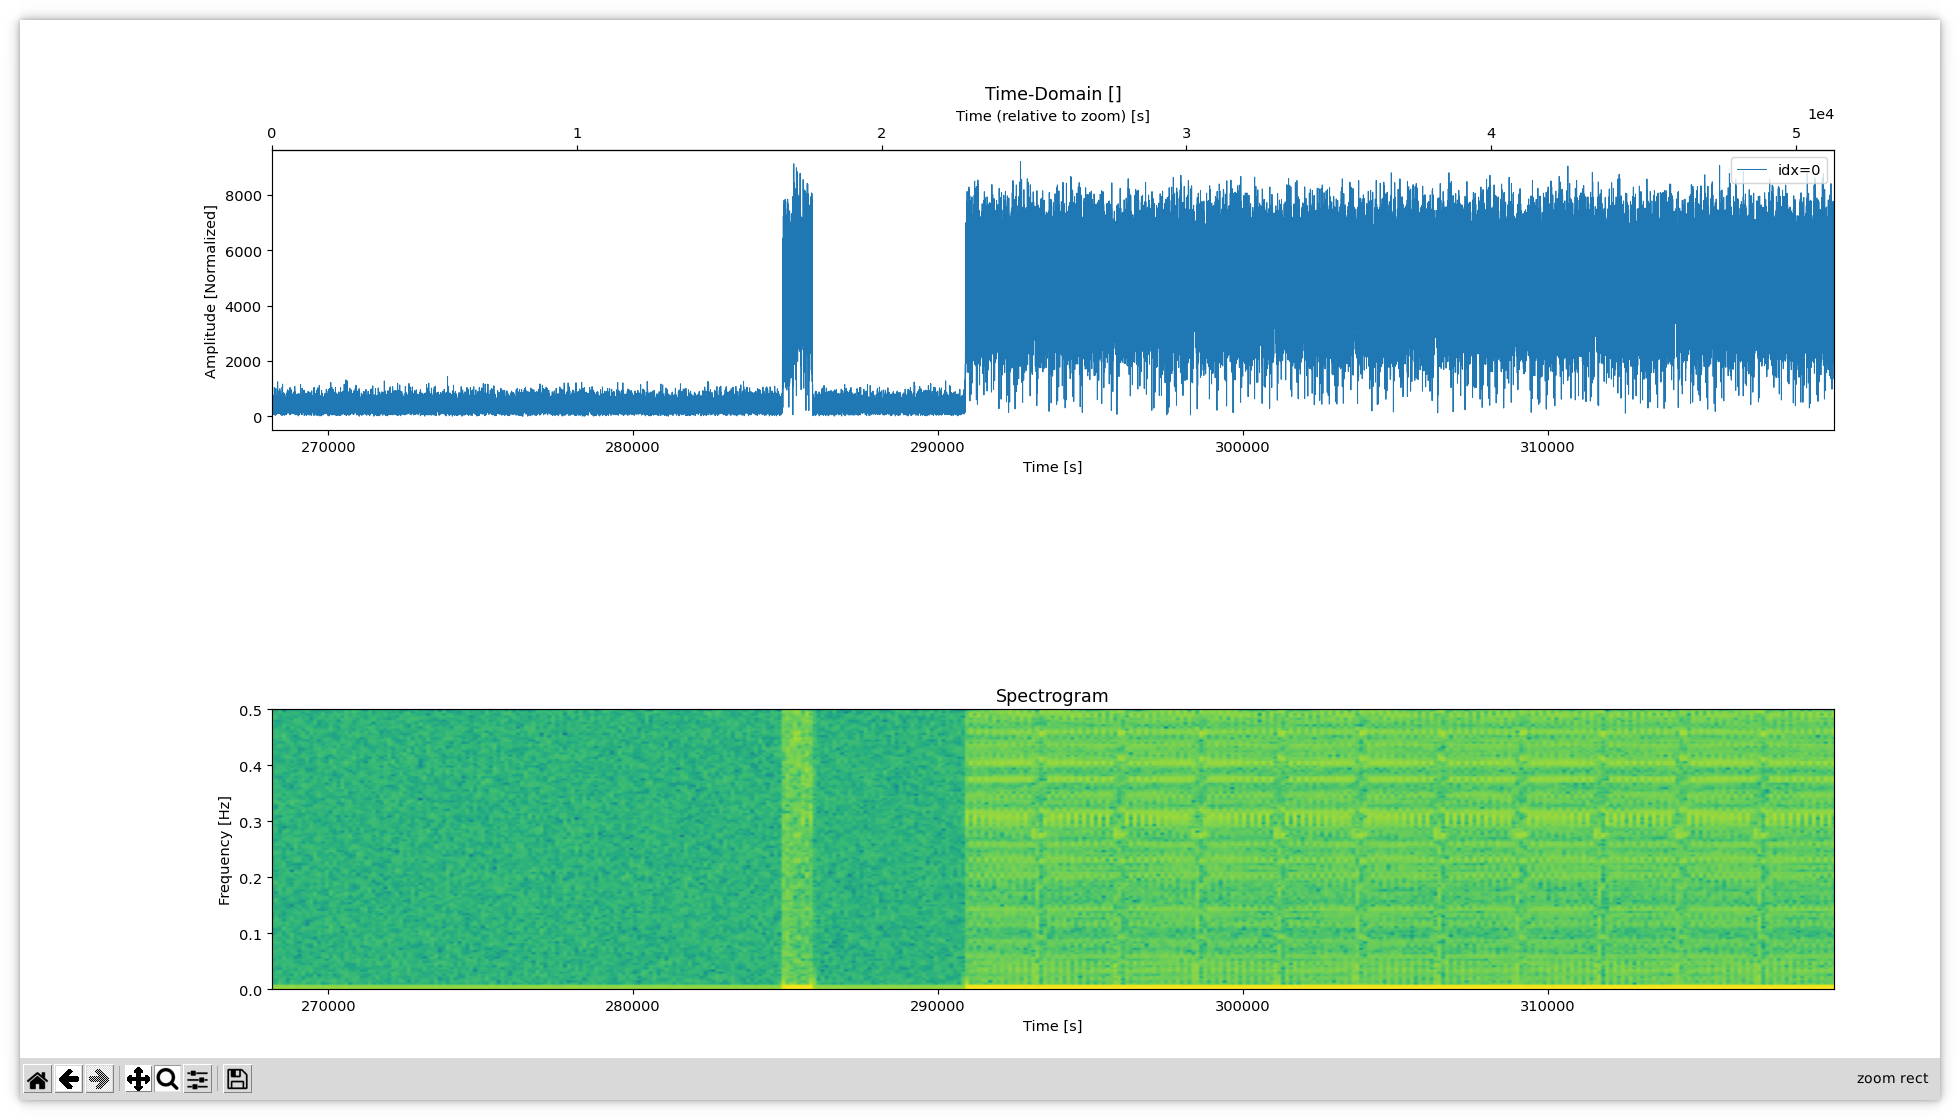 Time-Domain []
Time (relative to zoom) [s]
1e4
0 1 2 3 4 5
idx=0
Amplitude [Normalized]
8000
6000
4000
2000
0
270000 280000 290000 300000 310000
Time [s]
Spectrogram
Frequency [Hz]
0.5
0.4
0.3
0.2
0.1
0.0
270000 280000 290000 300000 310000
Time [s]
zoom rect